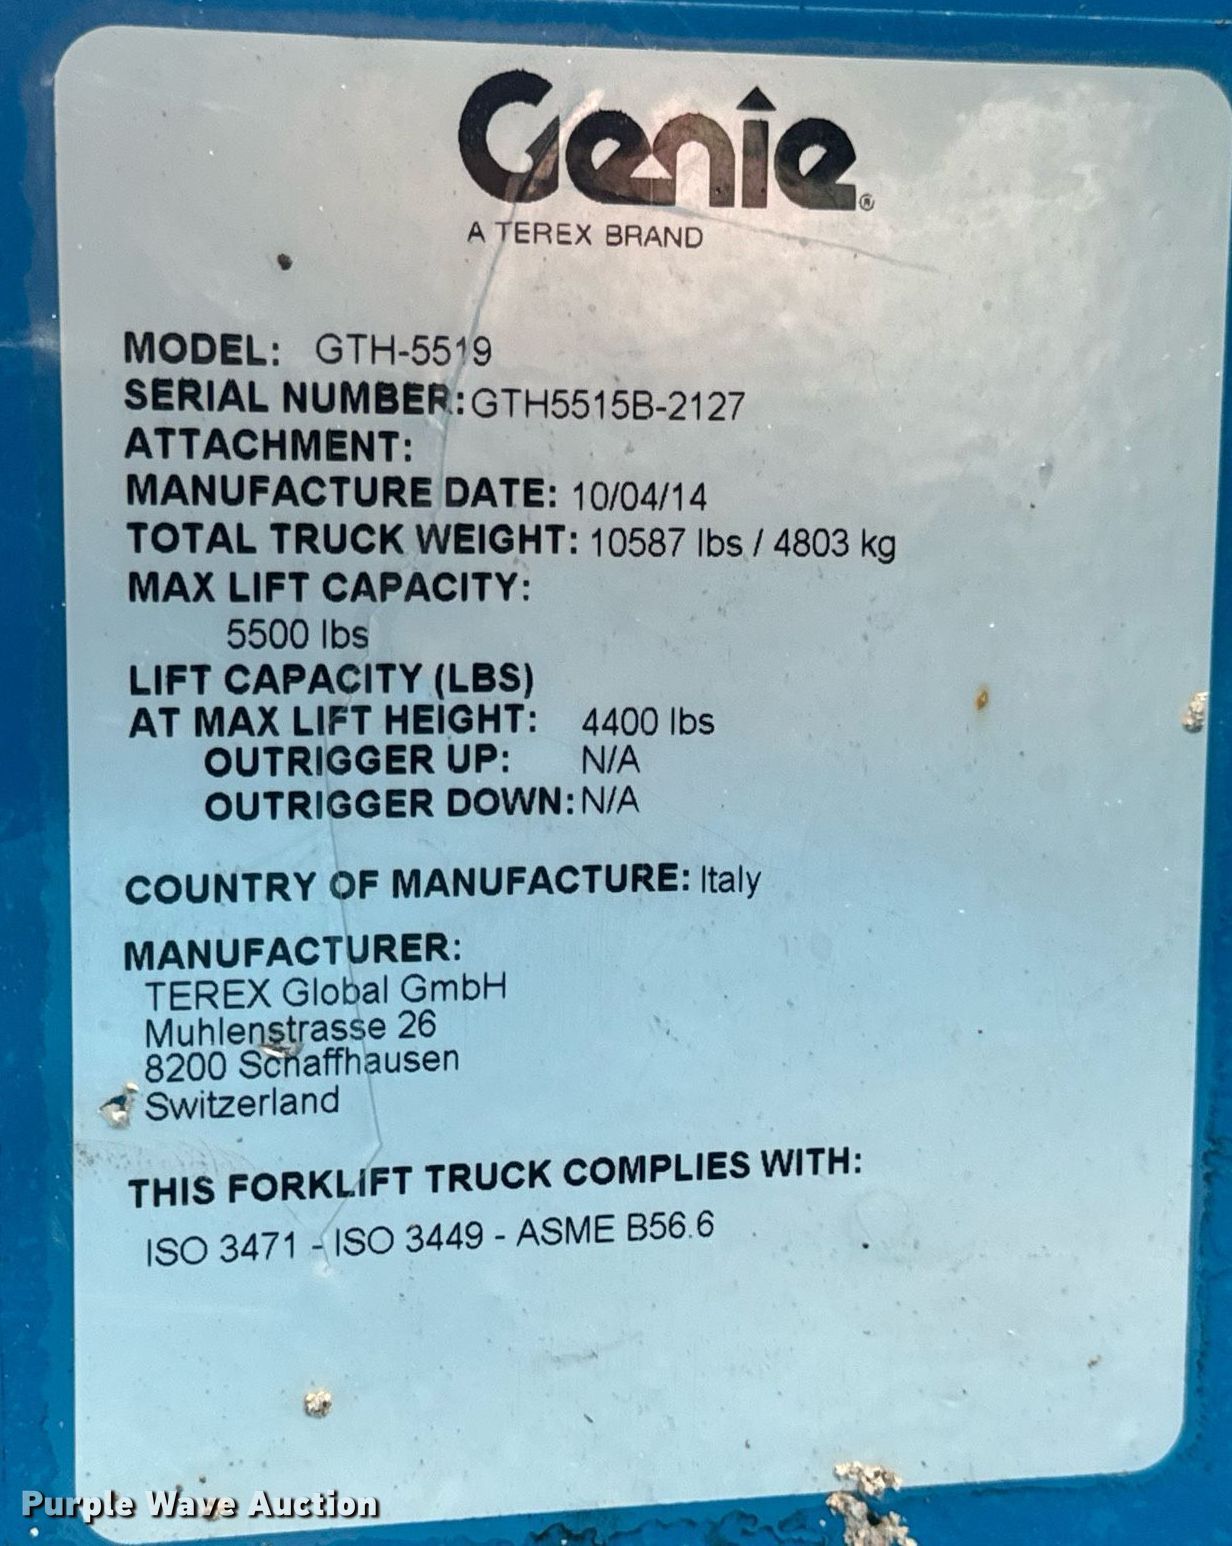 Genie®
A TEREX BRAND
MODEL: GTH-5519
SERIAL NUMBER: GTH5515B-2127
ATTACHMENT:
MANUFACTURE DATE: 10/04/14
TOTAL TRUCK WEIGHT: 10587 lbs / 4803 kg
MAX LIFT CAPACITY:
5500 lbs
LIFT CAPACITY (LBS)
AT MAX LIFT HEIGHT: 4400 lbs
OUTRIGGER UP: N/A
OUTRIGGER DOWN: N/A
COUNTRY OF MANUFACTURE: Italy
MANUFACTURER:
TEREX Global GmbH
Muhlenstrasse 26
8200 Schaffhausen
Switzerland
THIS FORKLIFT TRUCK COMPLIES WITH:
ISO 3471 - ISO 3449 - ASME B56.6
Purple Wave Auction